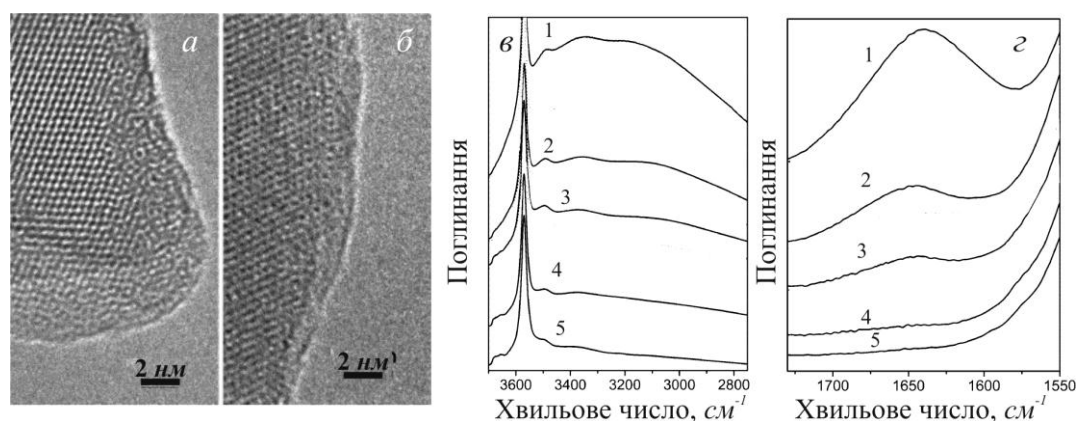 а
2 нм
б
2 нм
в
1
2
3
4
5
Поглинання
3600 3400 3200 3000 2800
Хвильове число, см-1
г
1
2
3
4
5
Поглинання
1700 1650 1600 1550
Хвильове число, см-1